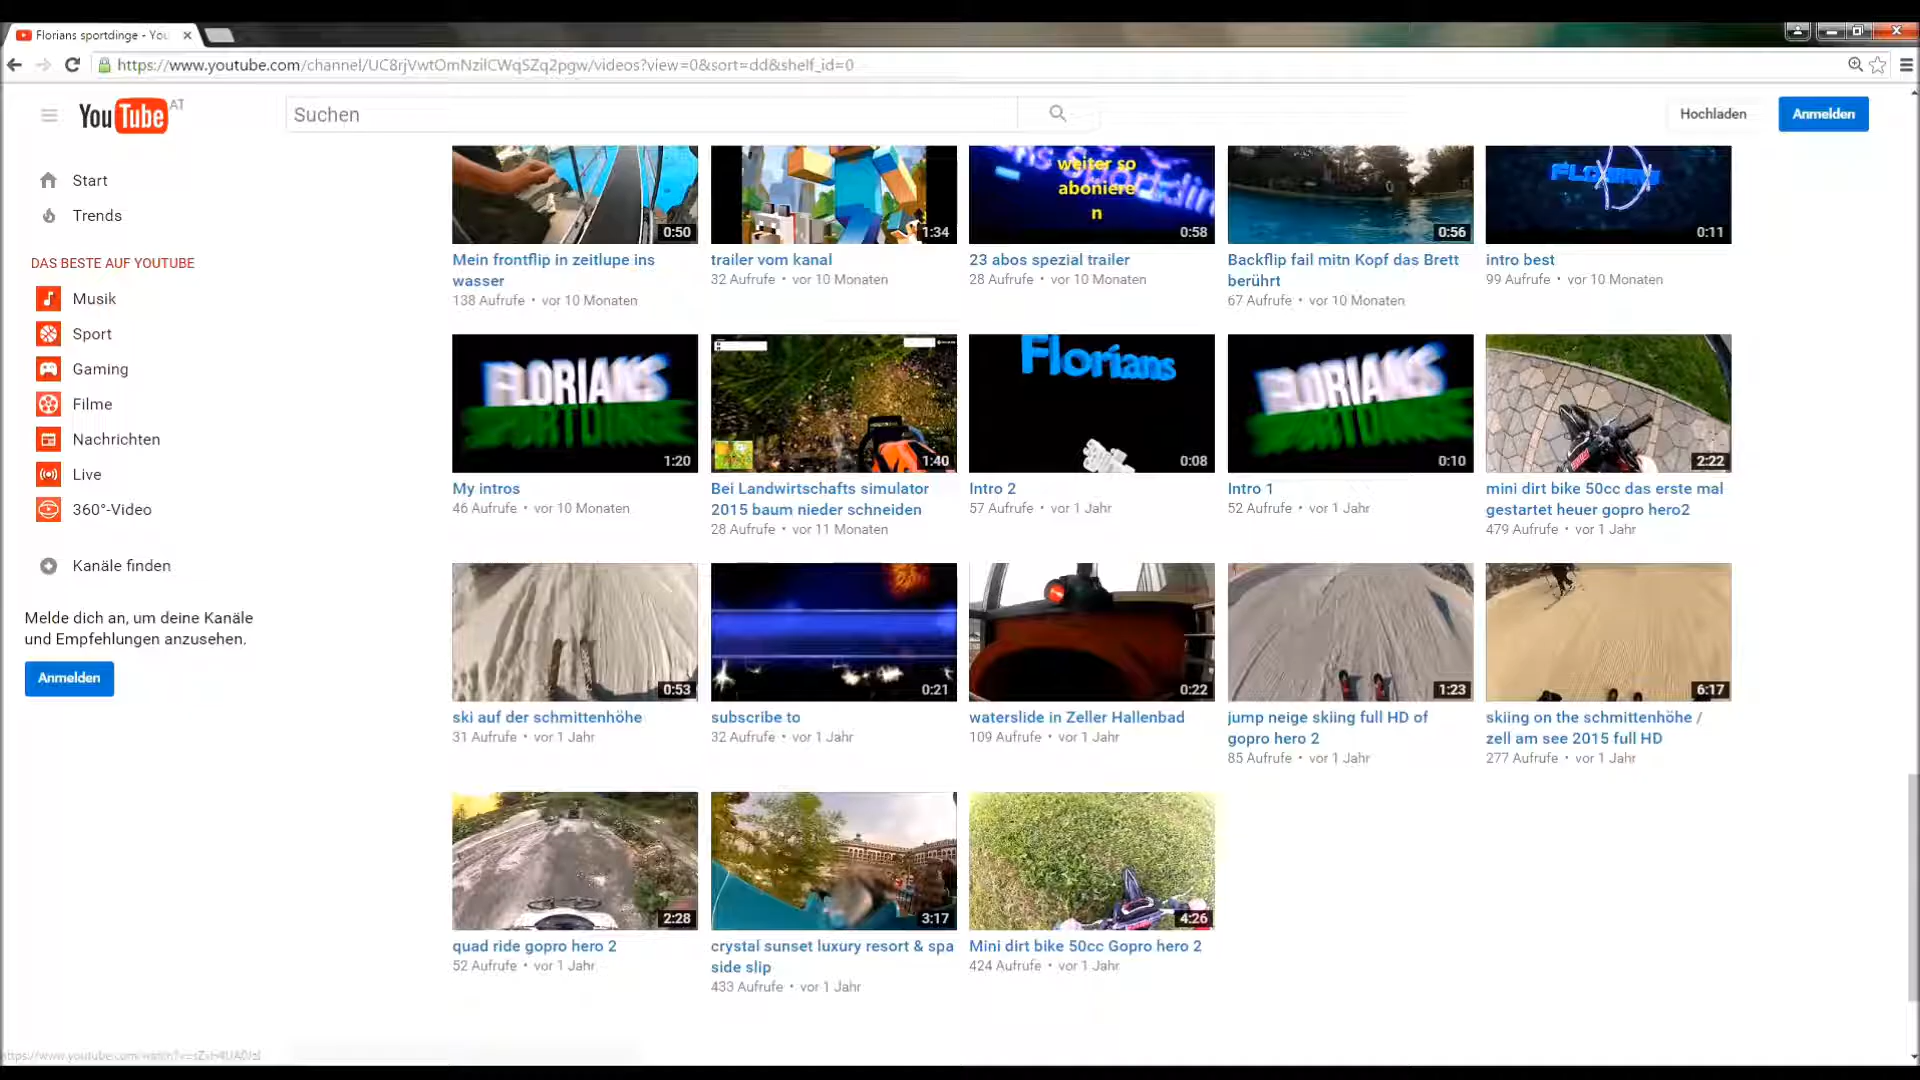 Florians sportdinge - You
https://www.youtube.com/channel/UC8rjVwtOmNzilCWqSZq2pgw/videos?view=0&sort=dd&shelf_id=0
YouTube AT
Suchen
Hochladen
Anmelden
Start
Trends
DAS BESTE AUF YOUTUBE
Musik
Sport
Gaming
Filme
Nachrichten
Live
360°-Video
Kanäle finden
Melde dich an, um deine Kanäle
und Empfehlungen anzusehen.
Anmelden
0:50
Mein frontflip in zeitlupe ins
wasser
138 Aufrufe • vor 10 Monaten
1:34
trailer vom kanal
32 Aufrufe • vor 10 Monaten
weiter so
aboniere
n
0:58
23 abos spezial trailer
28 Aufrufe • vor 10 Monaten
0:56
Backflip fail mitn Kopf das Brett
berührt
67 Aufrufe • vor 10 Monaten
0:11
intro best
99 Aufrufe • vor 10 Monaten
FLORIANS
SPORTDINGE
1:20
My intros
46 Aufrufe • vor 10 Monaten
1:40
Bei Landwirtschafts simulator
2015 baum nieder schneiden
28 Aufrufe • vor 11 Monaten
Florians
0:08
Intro 2
57 Aufrufe • vor 1 Jahr
FLORIANS
SPORTDINGE
0:10
Intro 1
52 Aufrufe • vor 1 Jahr
2:22
mini dirt bike 50cc das erste mal
gestartet heuer gopro hero2
479 Aufrufe • vor 1 Jahr
0:53
ski auf der schmittenhöhe
31 Aufrufe • vor 1 Jahr
0:21
subscribe to
32 Aufrufe • vor 1 Jahr
0:22
waterslide in Zeller Hallenbad
109 Aufrufe • vor 1 Jahr
1:23
jump neige skiing full HD of
gopro hero 2
85 Aufrufe • vor 1 Jahr
6:17
skiing on the schmittenhöhe /
zell am see 2015 full HD
277 Aufrufe • vor 1 Jahr
2:28
quad ride gopro hero 2
52 Aufrufe • vor 1 Jahr
3:17
crystal sunset luxury resort & spa
side slip
433 Aufrufe • vor 1 Jahr
4:26
Mini dirt bike 50cc Gopro hero 2
424 Aufrufe • vor 1 Jahr